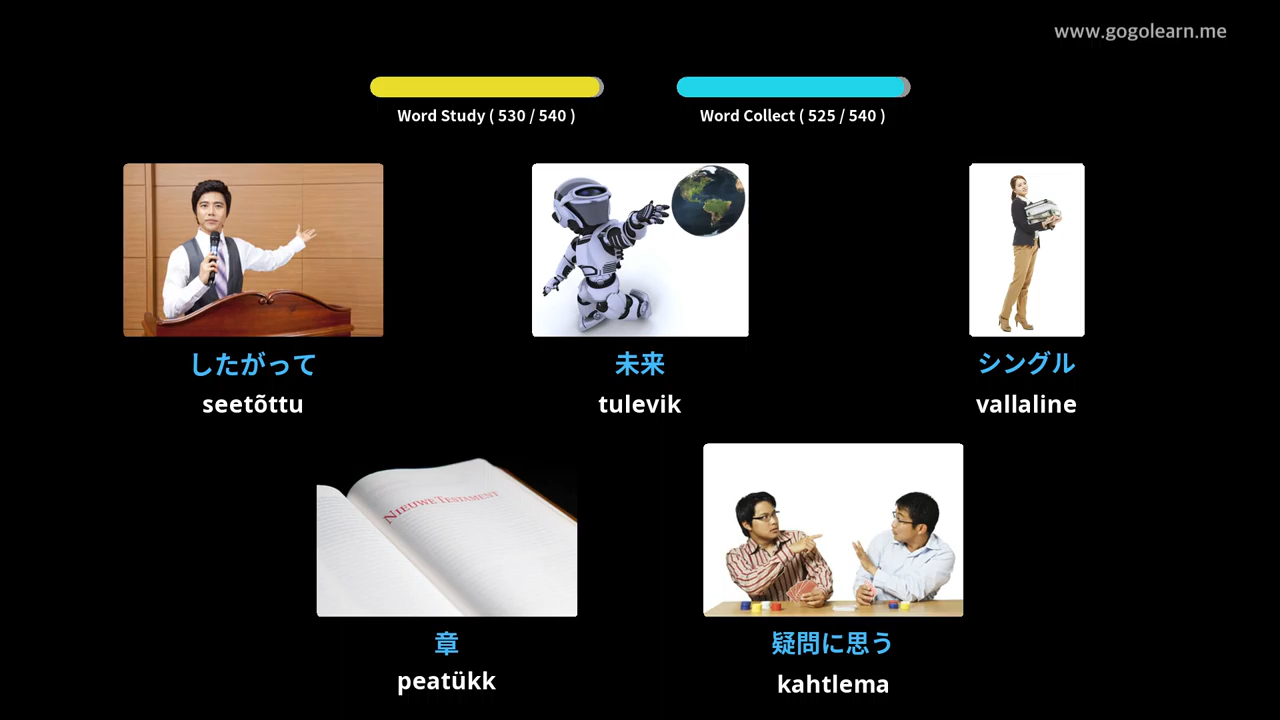 www.gogolearn.me
Word Study ( 530 / 540 )
Word Collect ( 525 / 540 )
したがって
seetõttu
未来
tulevik
シングル
vallaline
NIEUWE TESTAMENT
章
peatükk
疑問に思う
kahtlema